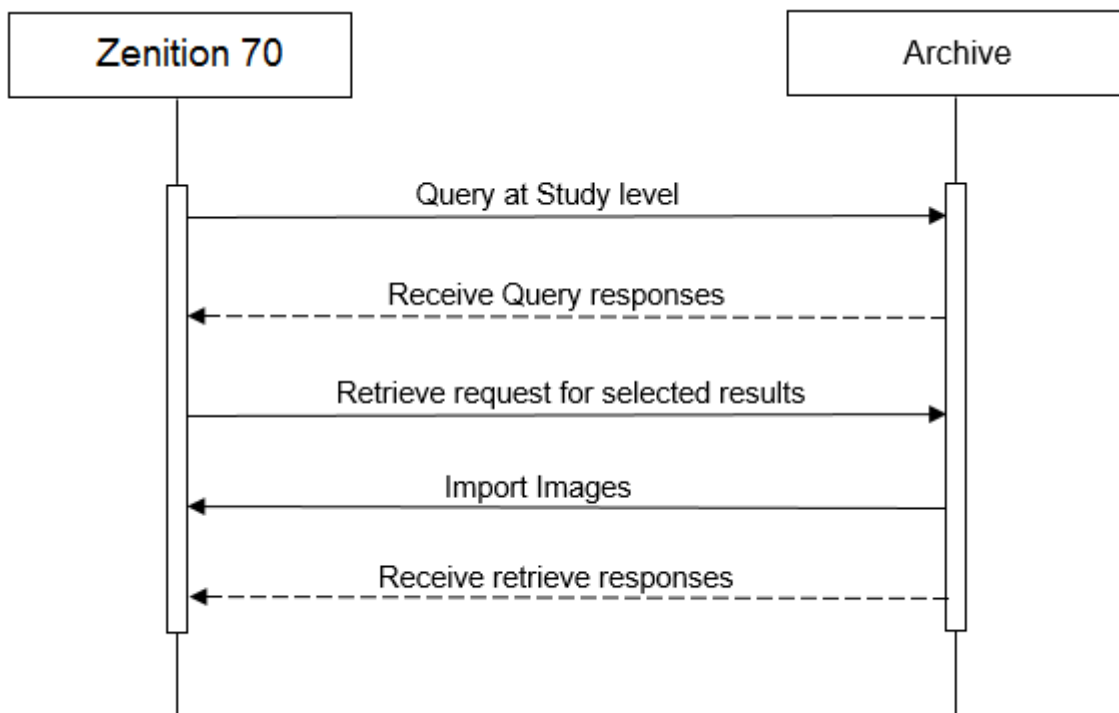 Zenition 70
Archive
Query at Study level
Receive Query responses
Retrieve request for selected results
Import Images
Receive retrieve responses